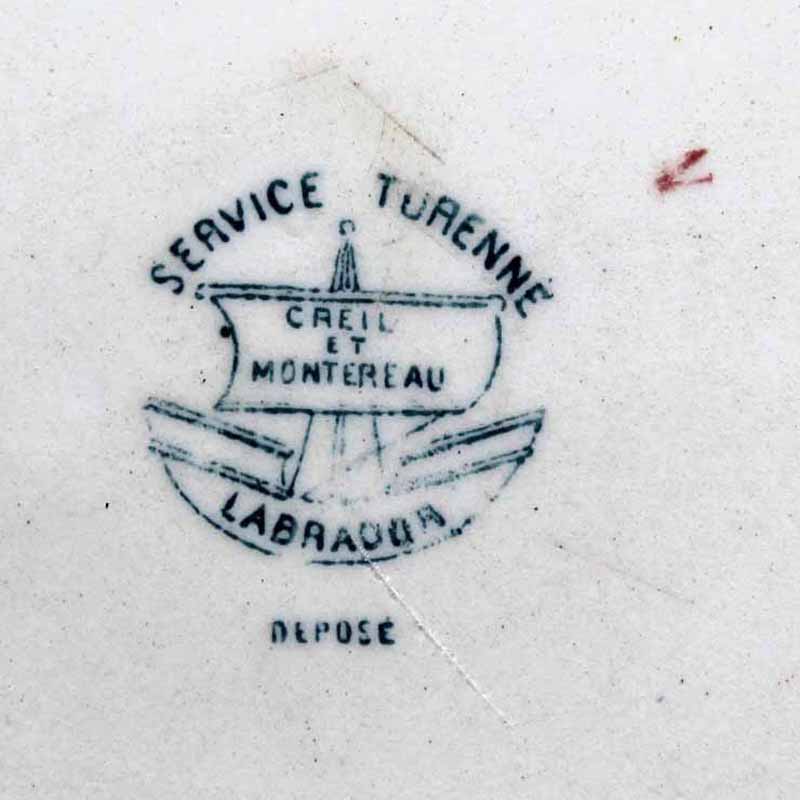 SERVICE TURENNE
CREIL
ET
MONTEREAU
LABRADOR
DÉPOSÉ